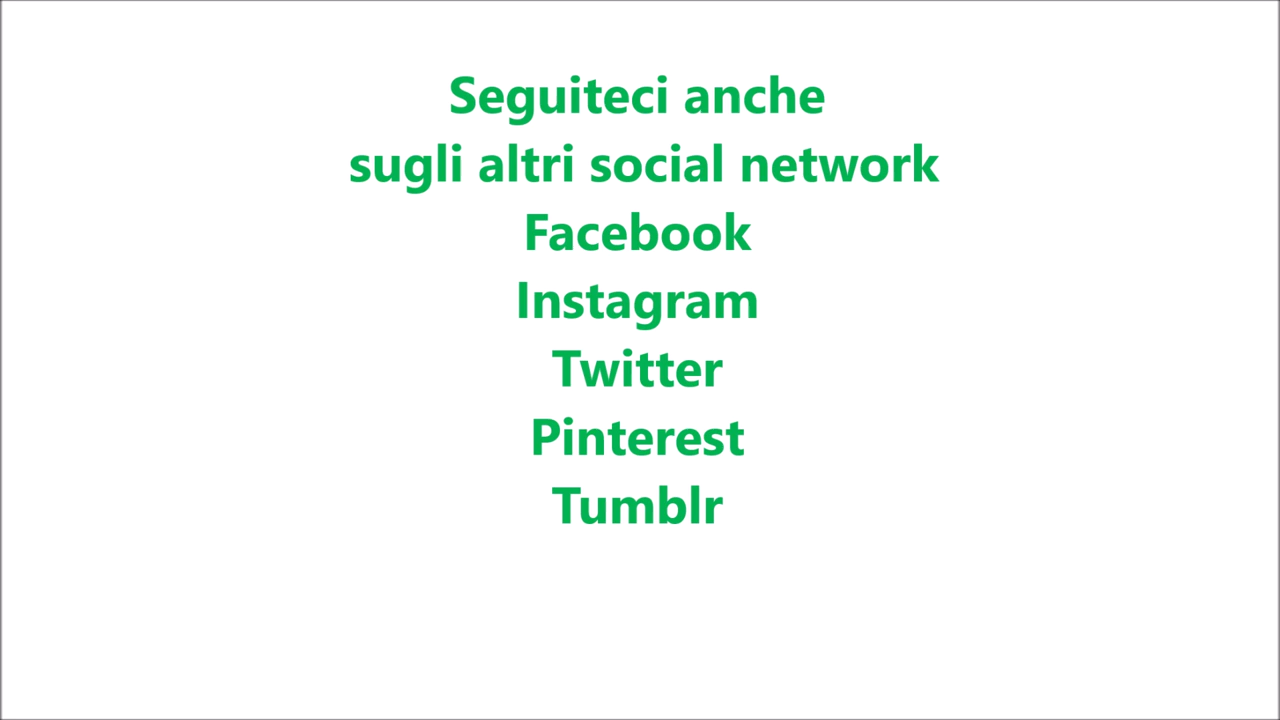 Seguiteci anche
sugli altri social network
Facebook
Instagram
Twitter
Pinterest
Tumblr